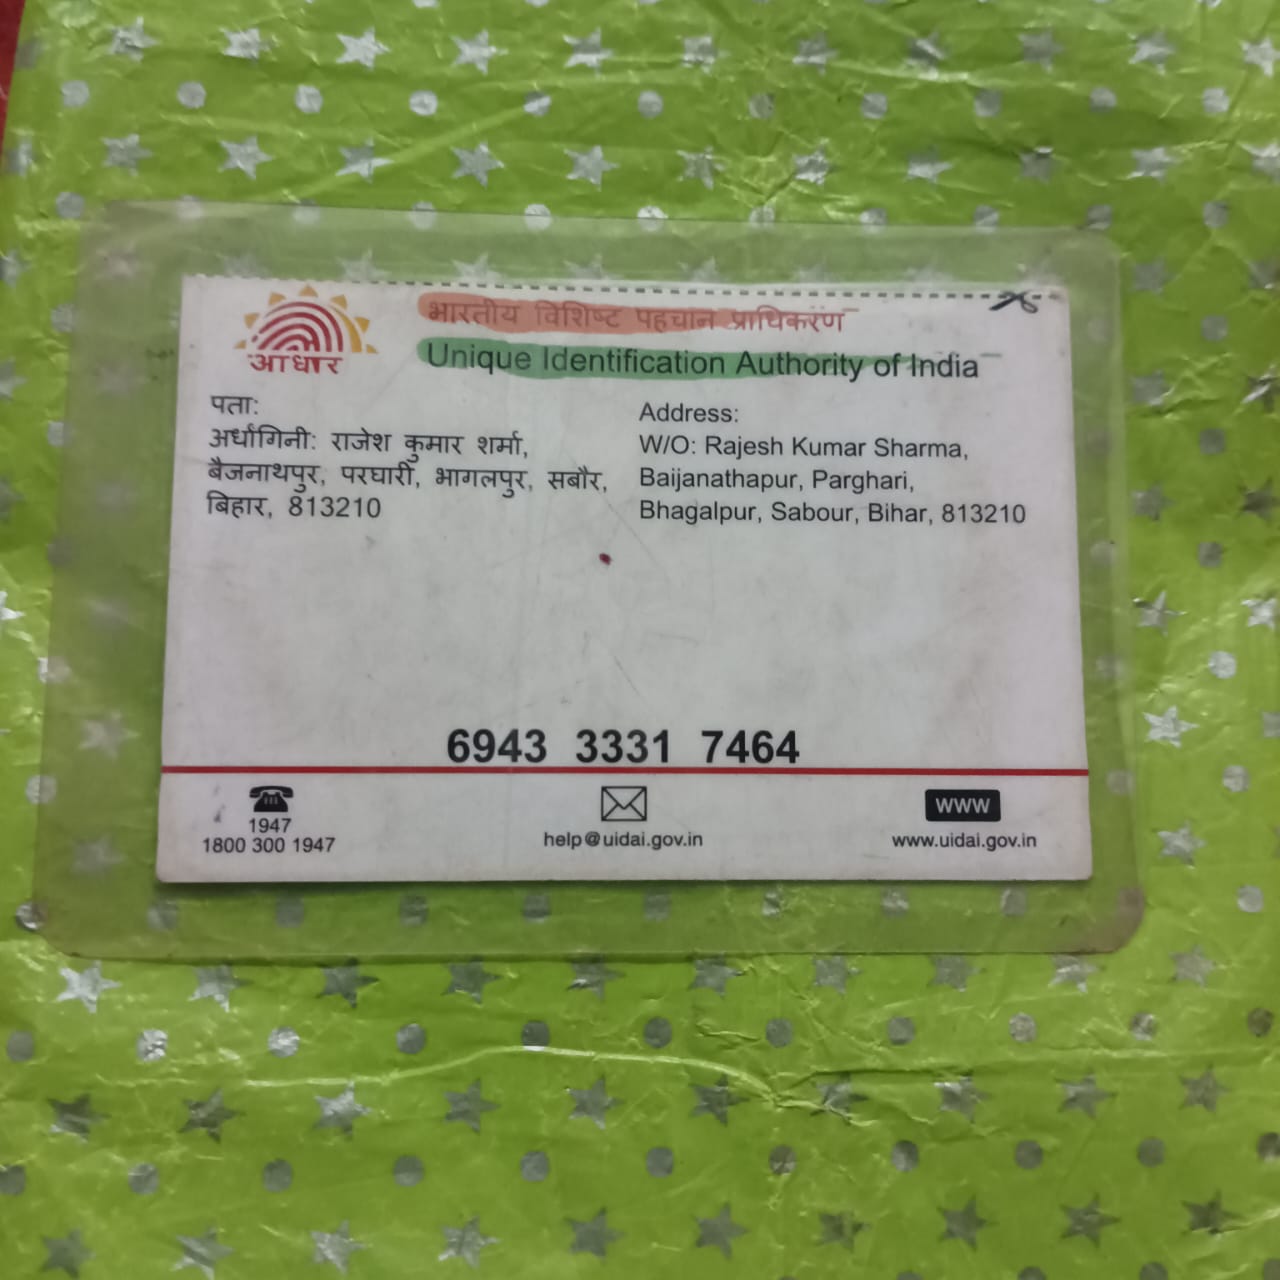 भारतीय विशिष्ट पहचान प्राधिकरण
Unique Identification Authority of India
आधार
पता:
अर्धांगिनी: राजेश कुमार शर्मा,
बैजनाथपुर, परघारी, भागलपुर, सबौर,
बिहार, 813210
Address:
W/O: Rajesh Kumar Sharma,
Baijanathapur, Parghari,
Bhagalpur, Sabour, Bihar, 813210
6943 3331 7464
1947
1800 300 1947
help@uidai.gov.in
WWW
www.uidai.gov.in